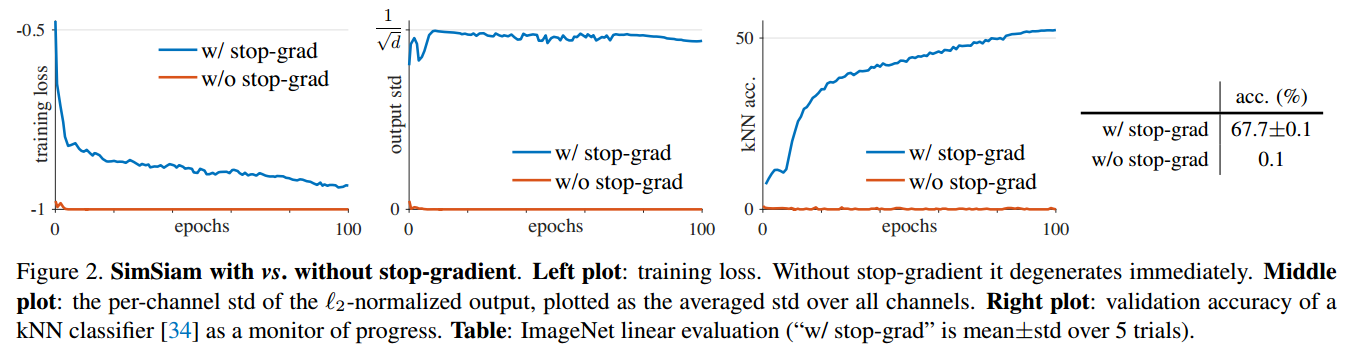 -0.5
training loss
w/ stop-grad
w/o stop-grad
-1
0
epochs
100
1
√d
output std
w/ stop-grad
w/o stop-grad
0
0
epochs
100
50
kNN acc.
w/ stop-grad
w/o stop-grad
0
0
epochs
100
acc. (%)
w/ stop-grad 67.7±0.1
w/o stop-grad 0.1
Figure 2. SimSiam with vs. without stop-gradient. Left plot: training loss. Without stop-gradient it degenerates immediately. Middle
plot: the per-channel std of the ℓ2-normalized output, plotted as the averaged std over all channels. Right plot: validation accuracy of a
kNN classifier [34] as a monitor of progress. Table: ImageNet linear evaluation (“w/ stop-grad” is mean±std over 5 trials).